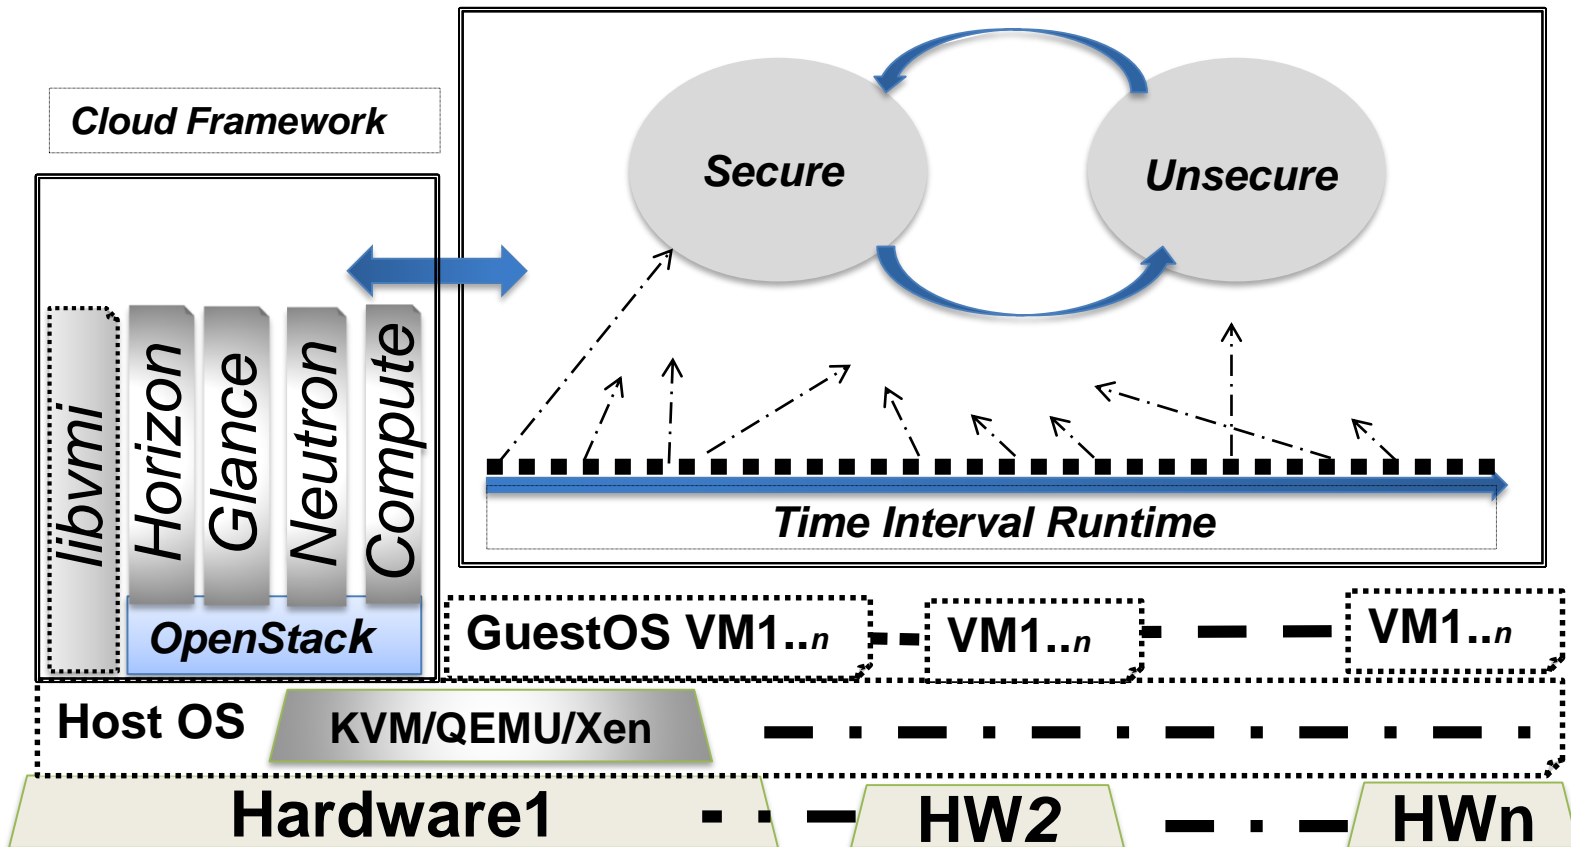 Cloud Framework
Secure
Unsecure
libvmi
Horizon
Glance
Neutron
Compute
OpenStack
Time Interval Runtime
GuestOS VM1..n
VM1..n
VM1..n
Host OS
KVM/QEMU/Xen
Hardware1
HW2
HWn